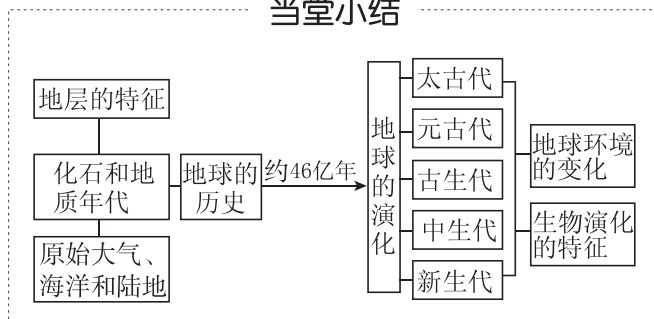 当堂小结
地层的特征
化石和地
质年代
原始大气、
海洋和陆地
地球的
历史
约46亿年
地球的演化
太古代
元古代
古生代
中生代
新生代
地球环境
的变化
生物演化
的特征